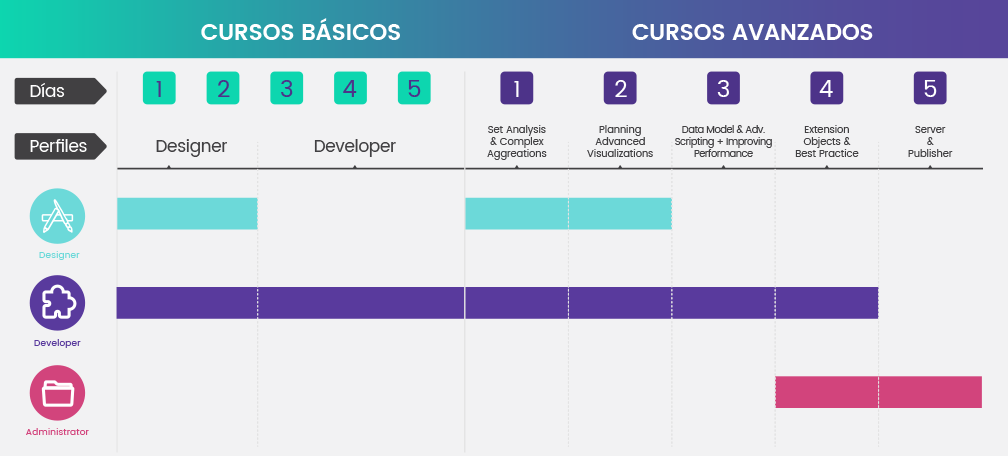 CURSOS BÁSICOS
CURSOS AVANZADOS
Días
1
2
3
4
5
1
2
3
4
5
Perfiles
Designer
Developer
Set Analysis
& Complex
Aggreations
Planning
Advanced
Visualizations
Data Model & Adv.
Scripting + Improving
Performance
Extension
Objects &
Best Practice
Server
&
Publisher
Designer
Developer
Administrator